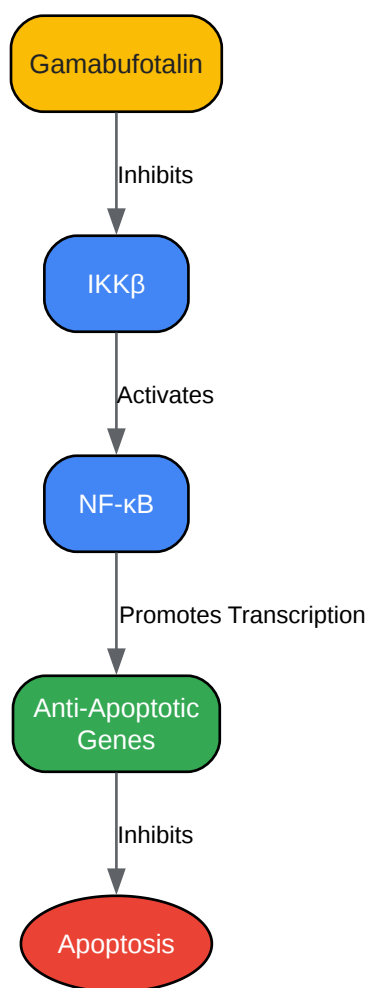 Gamabufotalin
Inhibits
IKKβ
Activates
NF-κB
Promotes Transcription
Anti-Apoptotic
Genes
Inhibits
Apoptosis